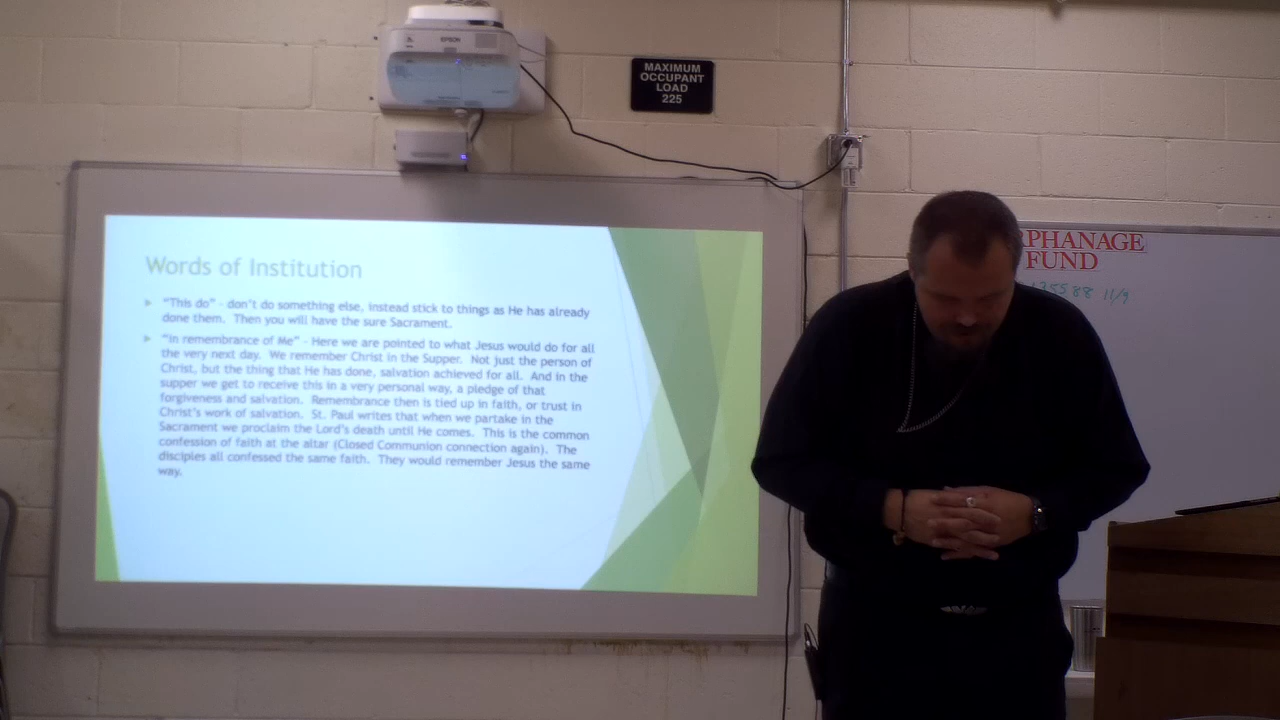 EPSON
MAXIMUM
OCCUPANT
LOAD
225
RPHANAGE
FUND
135588 11/9
Words of Institution
"This do" - don't do something else, instead stick to things as He has already
done them. Then you will have the sure Sacrament.
"In remembrance of Me" - Here we are pointed to what Jesus would do for all
the very next day. We remember Christ in the Supper. Not just the person of
Christ, but the thing that He has done, salvation achieved for all. And in the
supper we get to receive this in a very personal way, a pledge of that
forgiveness and salvation. Remembrance then is tied up in faith, or trust in
Christ's work of salvation. St. Paul writes that when we partake in the
Sacrament we proclaim the Lord's death until He comes. This is the common
confession of faith at the altar (Closed Communion connection again). The
disciples all confessed the same faith. They would remember Jesus the same
way.